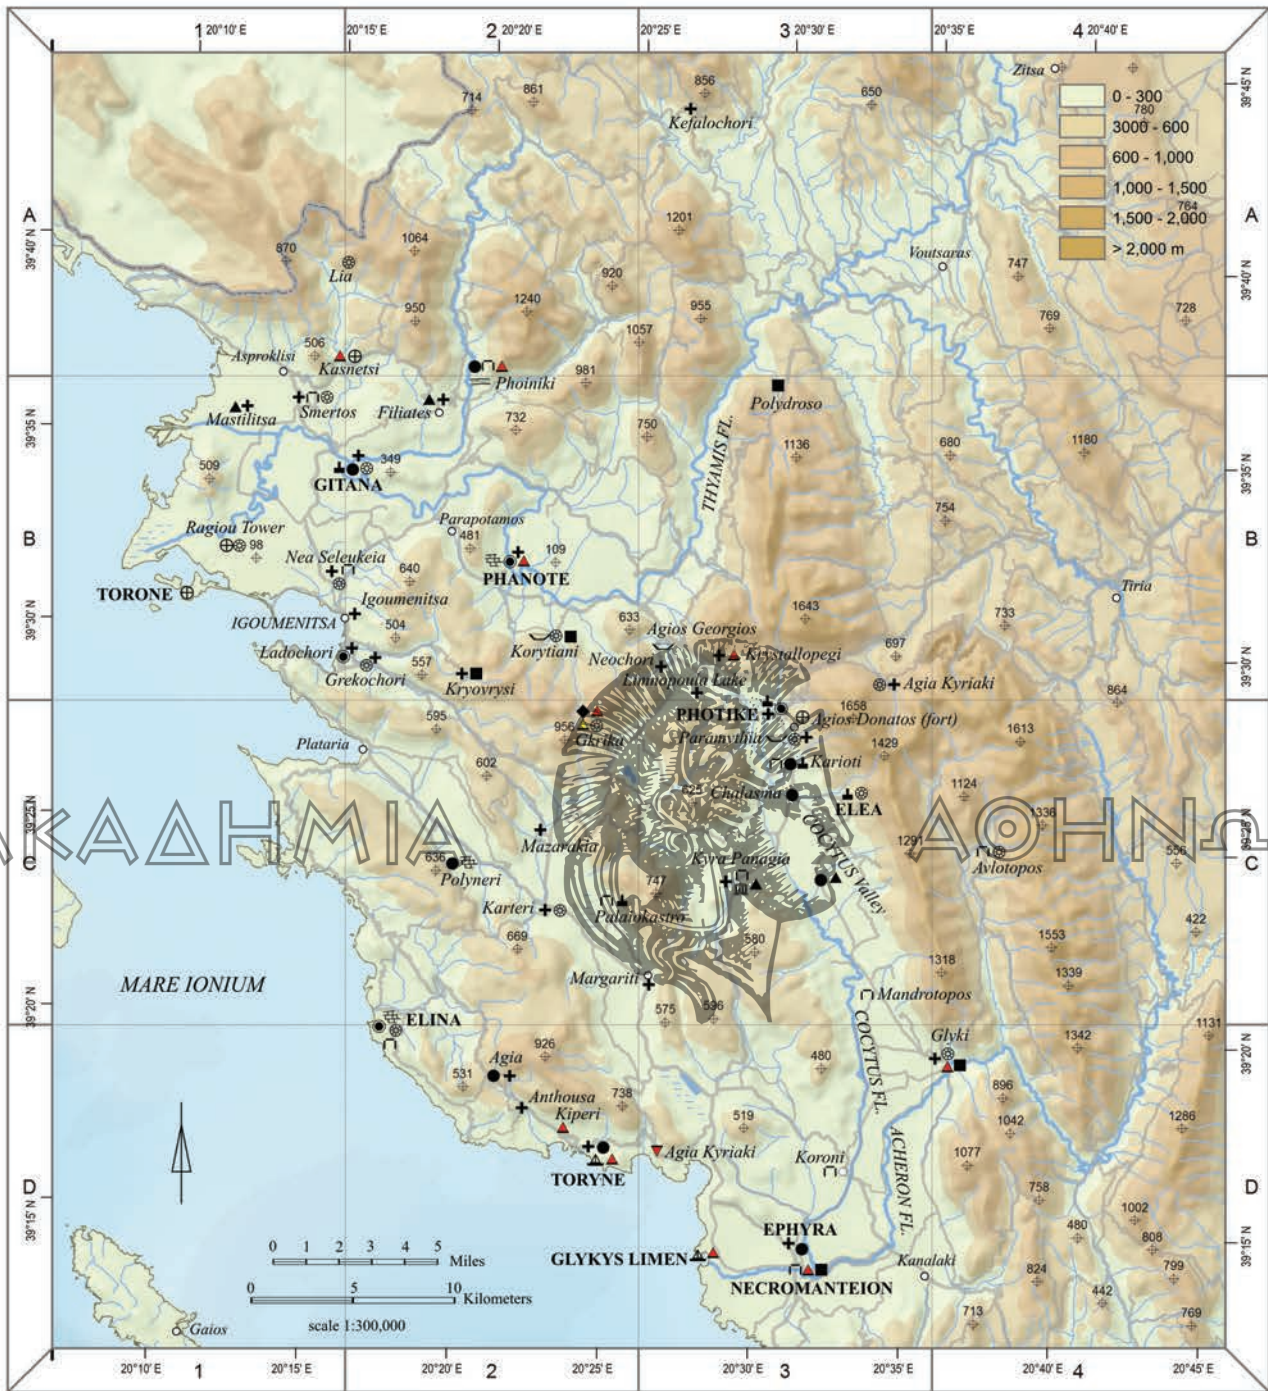 1 2 3 4
20°10' E 20°15' E 20°20' E 20°25' E 20°30' E 20°35' E 20°40' E
Zitsa
39°45' N
39°45' N
0 - 300
3000 - 600
780
600 - 1,000
1,000 - 1,500
764
1,500 - 2,000
> 2,000 m
714 861 856 650
Kefalochori
A A
39°40' N
39°40' N
870 1064 1201
Lia
Voutsaras
747
920
950 1240 955 769 728
1057
Asproklisi 506
Kasnetsi
Phoiniki 981
Polydroso
Mastilitsa Smertos Filiates
732 750
THYAMIS FL.
1136 680 1180
39°35' N
39°35' N
509 349
GITANA
754
Parapotamos
Ragiou Tower 98
481 109
B B
Nea Seleukeia
PHANOTE
640
TORONE
Igoumenitsa
Tiria
IGOUMENITSA 504
633 1643 733
39°30' N
39°30' N
Agios Georgios
Ladochori Korytiani
Neochori Krystallopegi 697
Grekochori 557
Kryovrysi
Limnopoula Lake
Agia Kyriaki
864
595
PHOTIKE 1658
Agios Donatos (fort)
956 Gkrika
Paramythia
1429 1613
Plataria
602
Karioti
625 Chalasma
ELEA
1124
1336
39°25' N
39°25' N
ΑΚΑΔΗΜΙΑ ΑΘΗΝΩ
Mazarakia
COCYTUS Valley
1291
Avlotopos
556
C C
636
Polyneri
Kyra Panagia
747
Karteri
Palaiokastro
422
669 580 1553
1318 1339
MARE IONIUM
Margariti
Mandrotopos
39°20' N
39°20' N
575 596
ELINA
COCYTUS FL.
Glyki
1342 1131
926
Agia
531 480
896
Anthousa
738
Kiperi
519
1042 1286
ACHERON FL.
Agia Kyriaki
Koroni
1077
TORYNE
758
D D
39°15' N
39°15' N
1002
EPHYRA
480 808
0 1 2 3 4 5 Miles
GLYKYS LIMEN
Kanalaki
799
NECROMANTEION
824
0 5 10 Kilometers
442
scale 1:300,000
713 769
Gaios
20°10' E 20°15' E 20°20' E 20°25' E 20°30' E 20°35' E 20°40' E 20°45' E
1 2 3 4